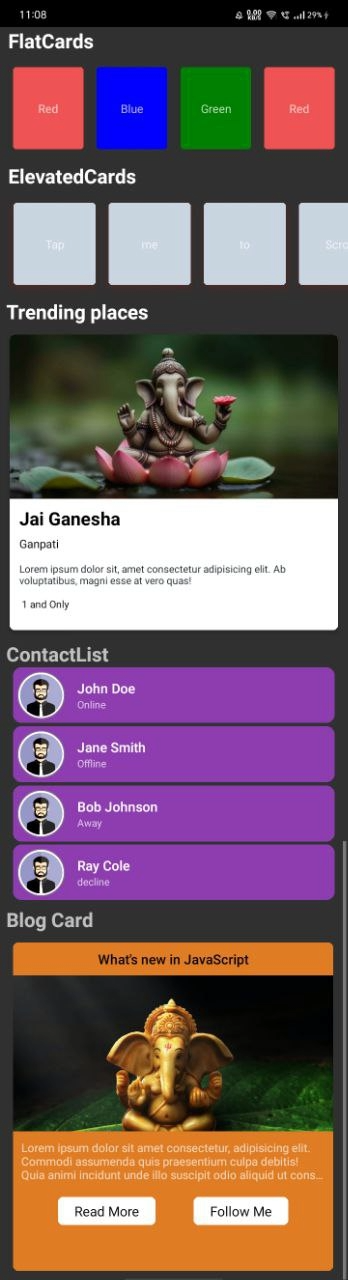 11:08
0.00 KB/S
29%
FlatCards
Red Blue Green Red
ElevatedCards
Tap me to Scro
Trending places
Jai Ganesha
Ganpati
Lorem ipsum dolor sit, amet consectetur adipisicing elit. Ab
voluptatibus, magni esse at vero quas!
1 and Only
ContactList
John Doe
Online
Jane Smith
Offline
Bob Johnson
Away
Ray Cole
decline
Blog Card
What's new in JavaScript
Lorem ipsum dolor sit amet consectetur, adipisicing elit.
Commodi assumenda quis praesentium culpa debitis!
Quia animi incidunt unde illo suscipit odio aliquid ut cons...
Read More Follow Me